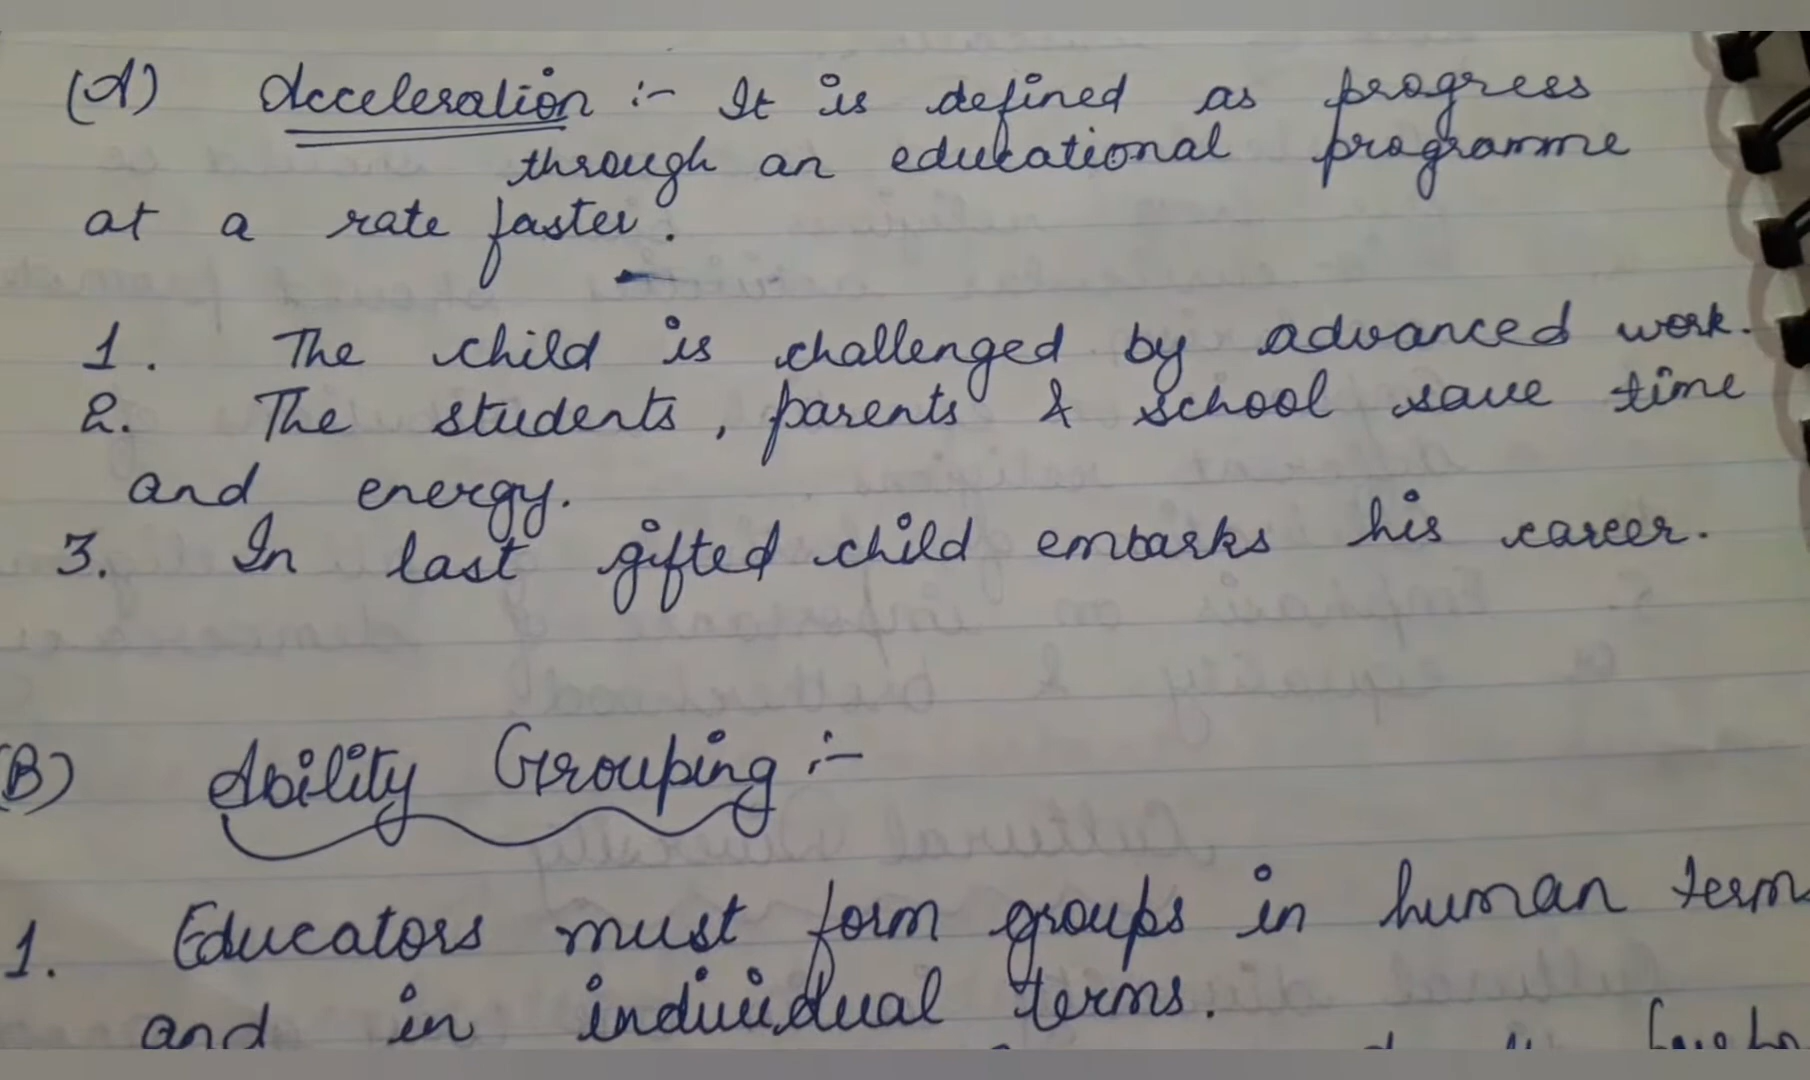 (A) Acceleration :- It is defined as progress
through an educational programme
at a rate faster.
1. The child is challenged by advanced work.
2. The students, parents & school save time
and energy.
3. In last gifted child embarks his career.
(B) Ability Grouping :-
1. Educators must form groups in human terms
and in individual terms.